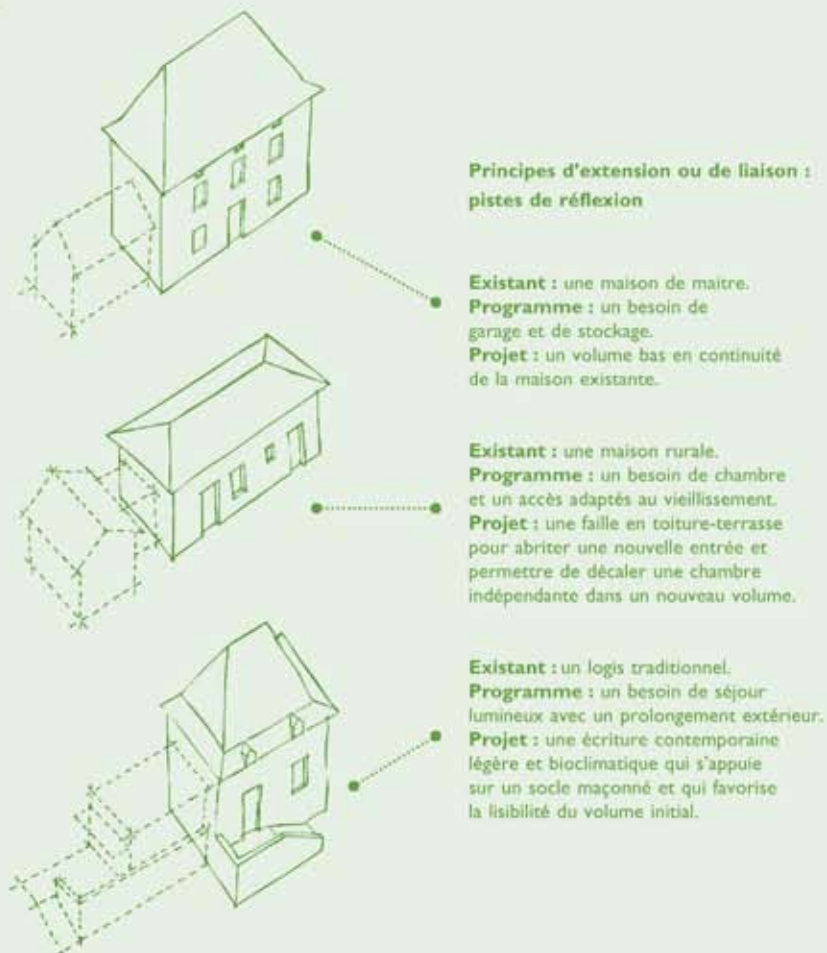 Principes d'extension ou de liaison :
pistes de réflexion
Existant : une maison de maitre.
Programme : un besoin de
garage et de stockage.
Projet : un volume bas en continuité
de la maison existante.
Existant : une maison rurale.
Programme : un besoin de chambre
et un accès adaptés au vieillissement.
Projet : une faille en toiture-terrasse
pour abriter une nouvelle entrée et
permettre de décaler une chambre
indépendante dans un nouveau volume.
Existant : un logis traditionnel.
Programme : un besoin de séjour
lumineux avec un prolongement extérieur.
Projet : une écriture contemporaine
légère et bioclimatique qui s'appuie
sur un socle maçonné et qui favorise
la lisibilité du volume initial.